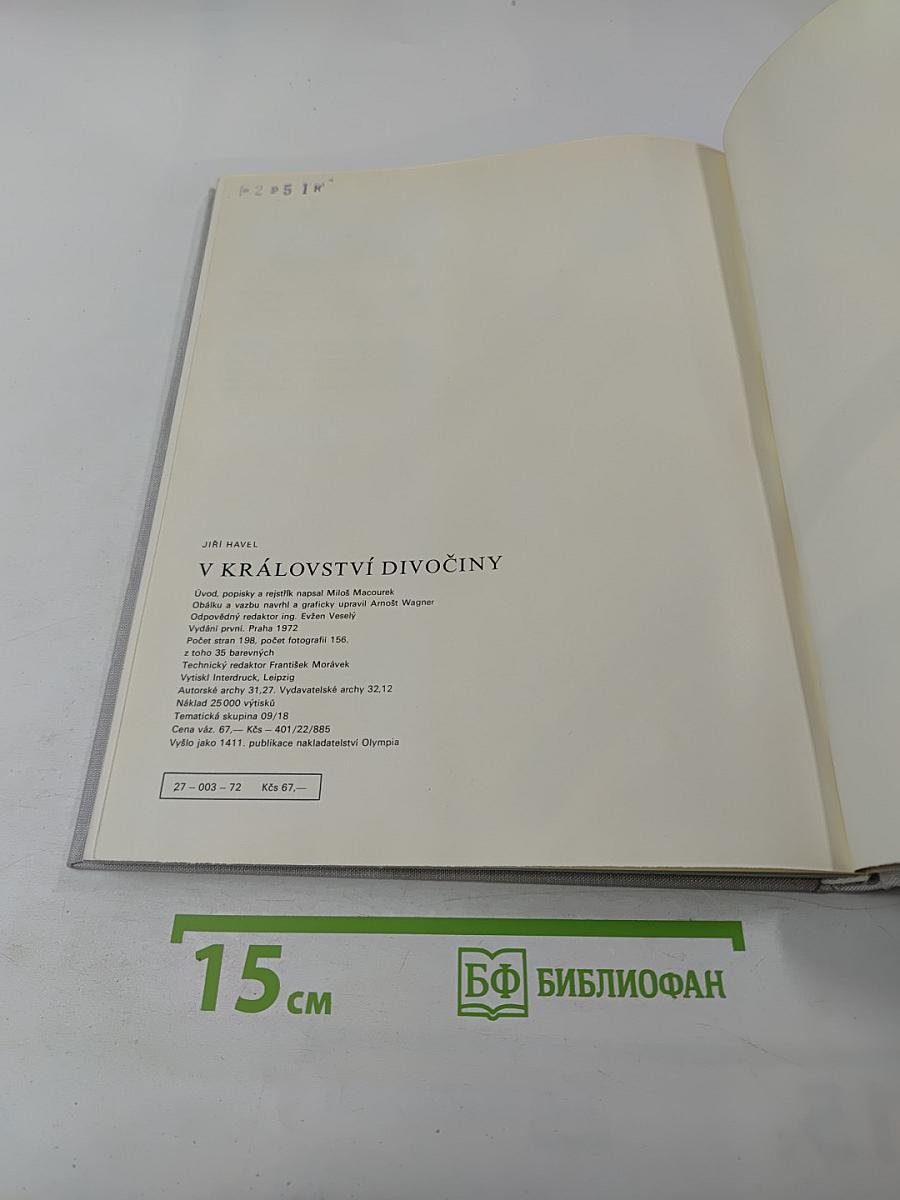 JIŘÍ HAVEL
V KRÁLOVSTVÍ DIVOČINY
Úvod, popisky a rejstřík napsal Miloš Macourek
Obálku a vazbu navrhl a graficky upravil Arnošt Wagner
Odpovědný redaktor ing. Evžen Veselý
Vydání první. Praha 1972
Počet stran 198, počet fotografií 156,
z toho 35 barevných
Technický redaktor František Morávek
Vytiskl Interdruck, Leipzig
Autorské archy 31,27. Vydavatelské archy 32,12
Náklad 25 000 výtisků
Tematická skupina 09/18
Cena váz. 67,— Kčs – 401/22/885
Vyšlo jako 1411. publikace nakladatelství Olympia
27 – 003 – 72 Kčs 67,—
15 см БФ БИБЛИОФАН